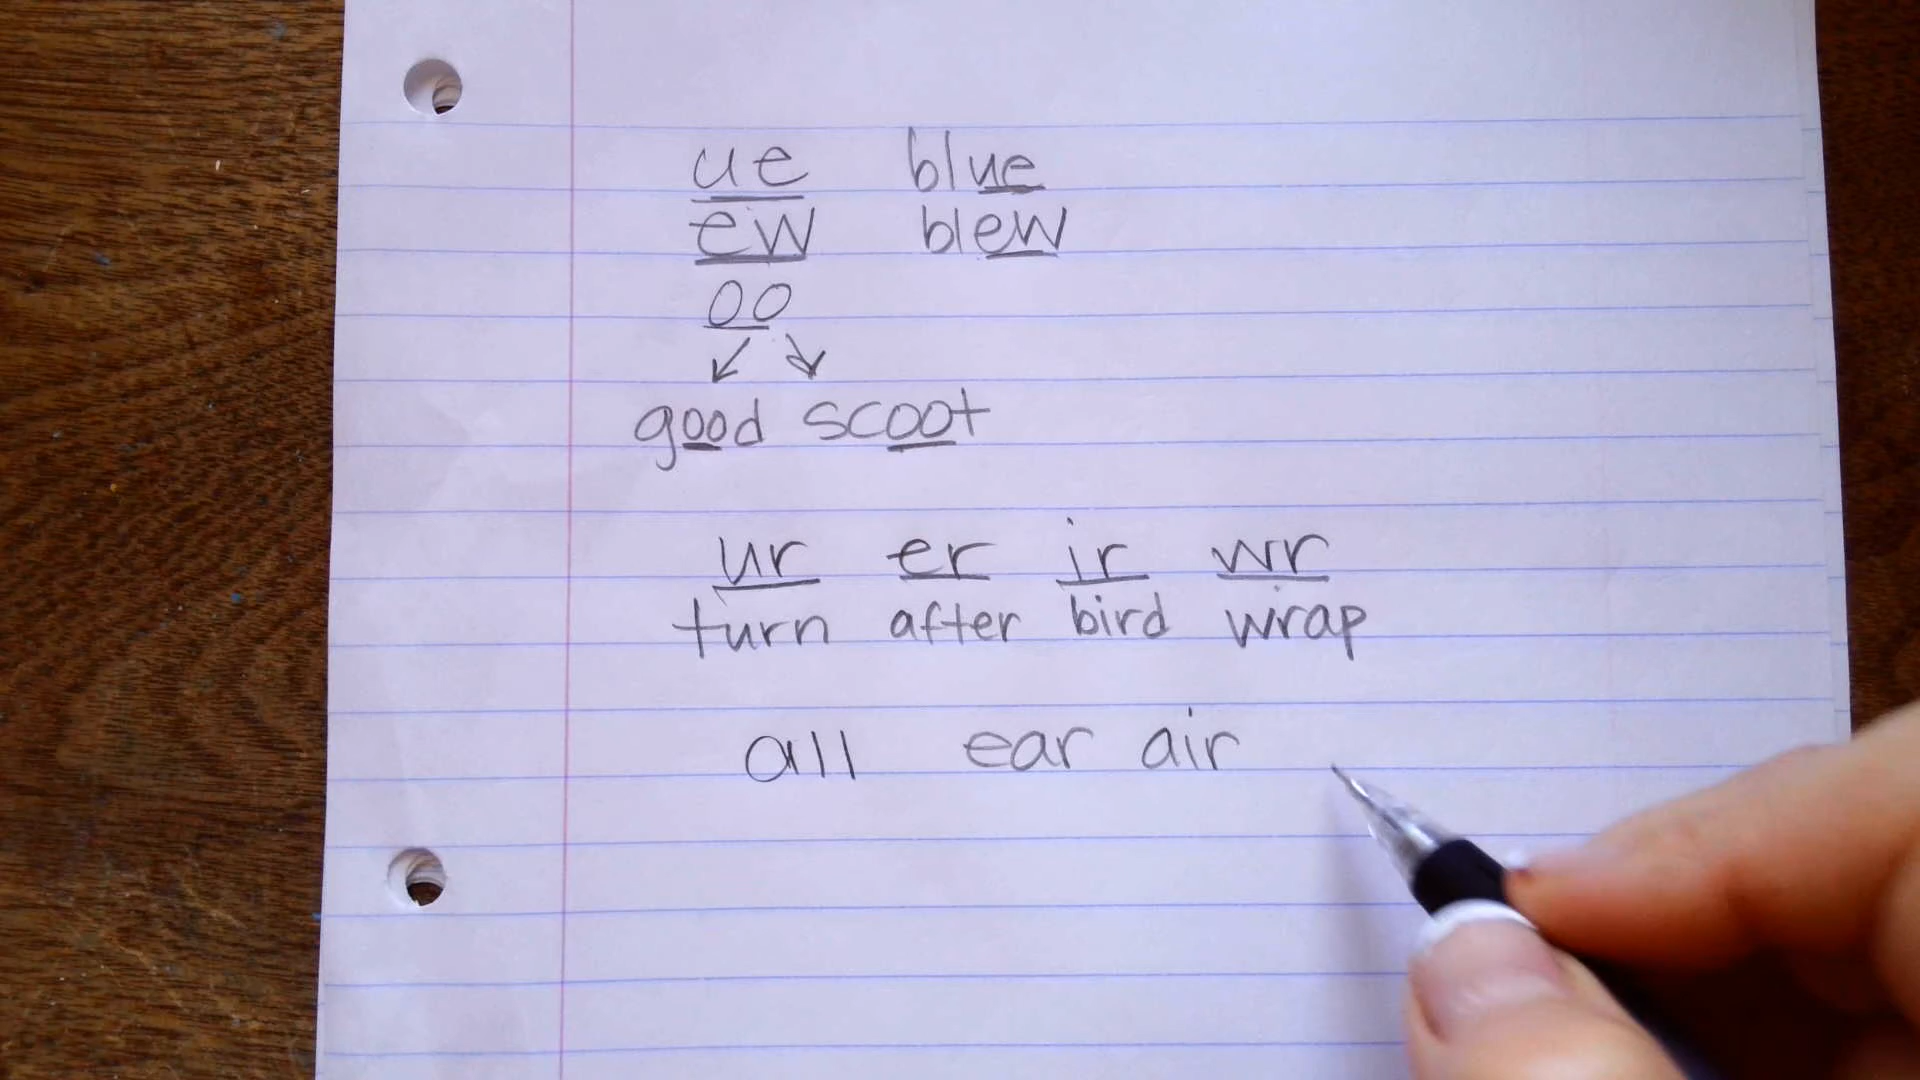 ue blue
ew blew
oo
good scoot
ur er ir wr
turn after bird wrap
all ear air